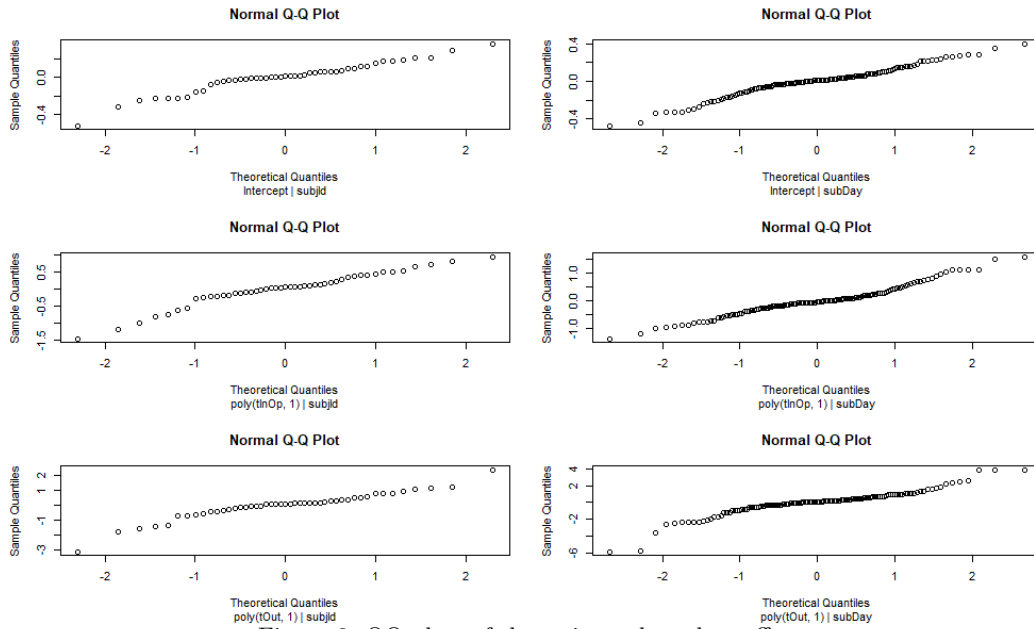 Normal Q-Q Plot
Sample Quantiles
-0.4 0.0
-2 -1 0 1 2
Theoretical Quantiles
Intercept | subjId
Normal Q-Q Plot
Sample Quantiles
-0.4 0.0 0.4
-2 -1 0 1 2
Theoretical Quantiles
Intercept | subDay
Normal Q-Q Plot
Sample Quantiles
-1.5 -0.5 0.5
-2 -1 0 1 2
Theoretical Quantiles
poly(tInOp, 1) | subjId
Normal Q-Q Plot
Sample Quantiles
-1.0 0.0 1.0
-2 -1 0 1 2
Theoretical Quantiles
poly(tInOp, 1) | subDay
Normal Q-Q Plot
Sample Quantiles
-3 -1 1 2
-2 -1 0 1 2
Theoretical Quantiles
poly(tOut, 1) | subjId
Normal Q-Q Plot
Sample Quantiles
-6 -2 2 4
-2 -1 0 1 2
Theoretical Quantiles
poly(tOut, 1) | subDay